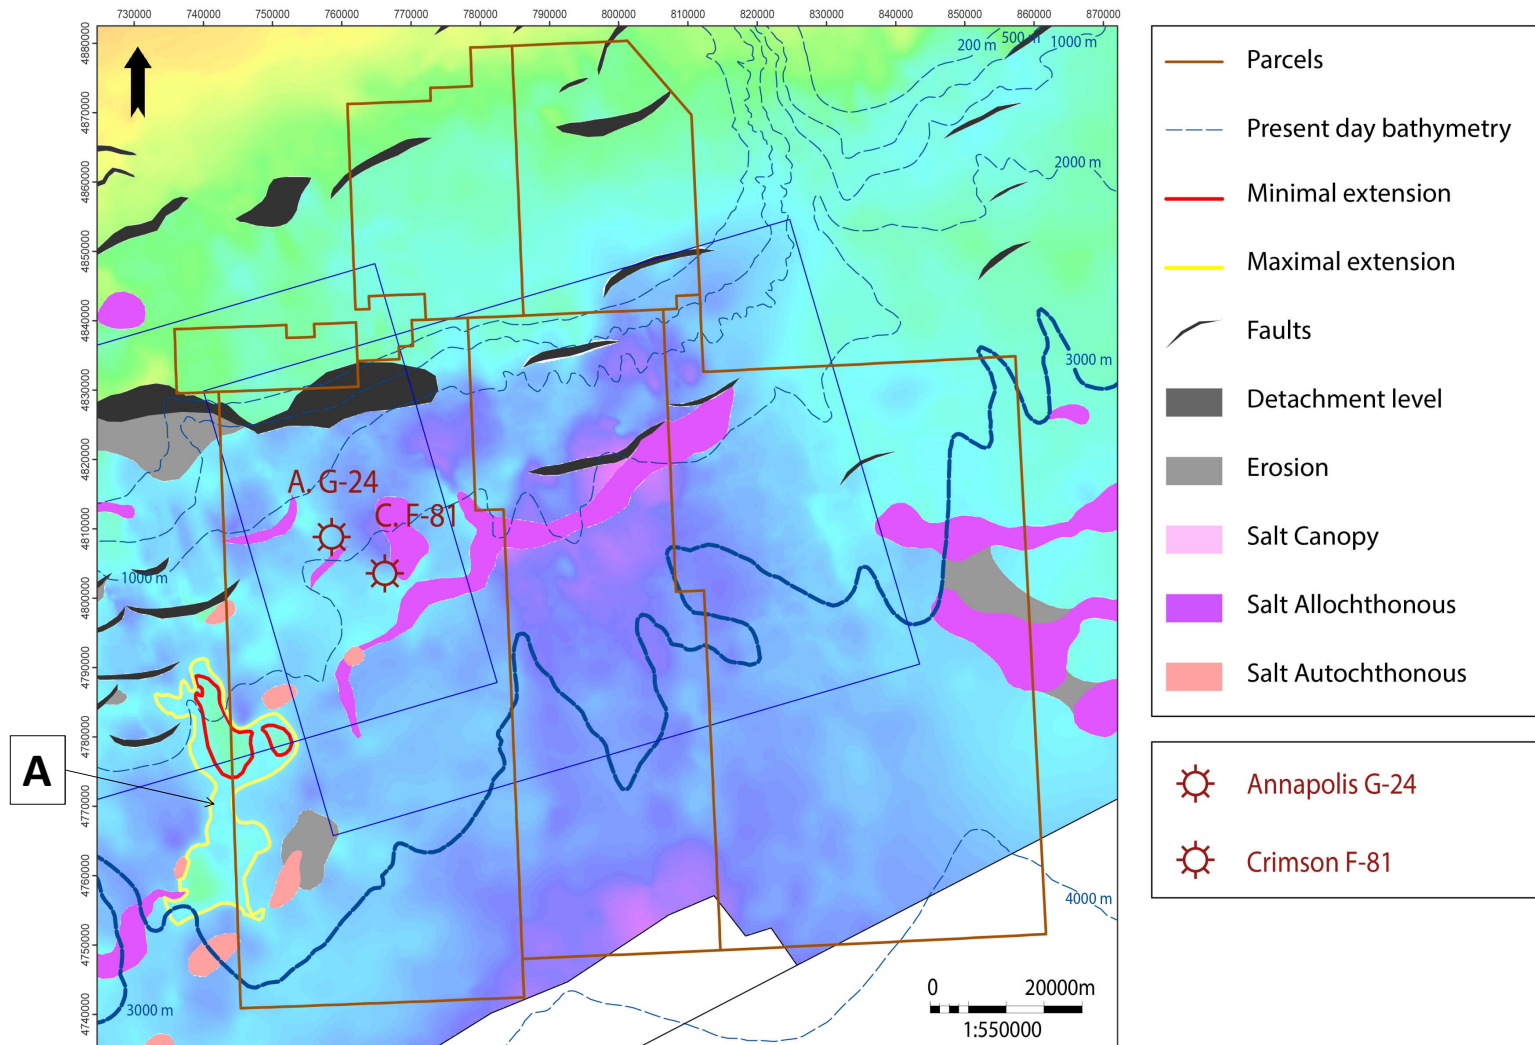 730000 740000 750000 760000 770000 780000 790000 800000 810000 820000 830000 840000 850000 860000 870000
4880000
4870000
4860000
4850000
4840000
4830000
4820000
4810000
4800000
4790000
4780000
4770000
4760000
4750000
4740000
200 m 500 m 1000 m
2000 m
3000 m
A. G-24
C. F-81
1000 m
A
4000 m
3000 m
0 20000m
1:550000
Parcels
Present day bathymetry
Minimal extension
Maximal extension
Faults
Detachment level
Erosion
Salt Canopy
Salt Allochthonous
Salt Autochthonous
Annapolis G-24
Crimson F-81